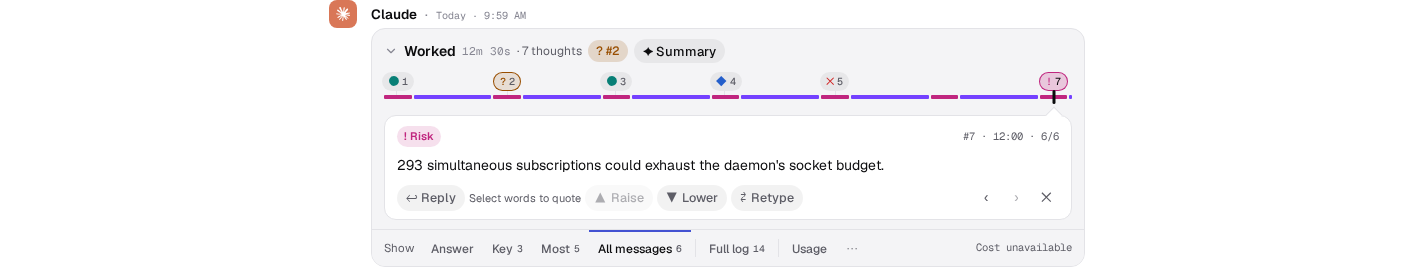 Claude · Today · 9:59 AM
Worked 12m 30s · 7 thoughts ? #2 ✦ Summary
1 ? 2 3 4 5 ! 7
! Risk #7 · 12:00 · 6/6
293 simultaneous subscriptions could exhaust the daemon's socket budget.
↩ Reply Select words to quote ▲ Raise ▼ Lower ⇄ Retype ‹ › ×
Show Answer Key 3 Most 5 All messages 6 Full log 14 Usage ··· Cost unavailable